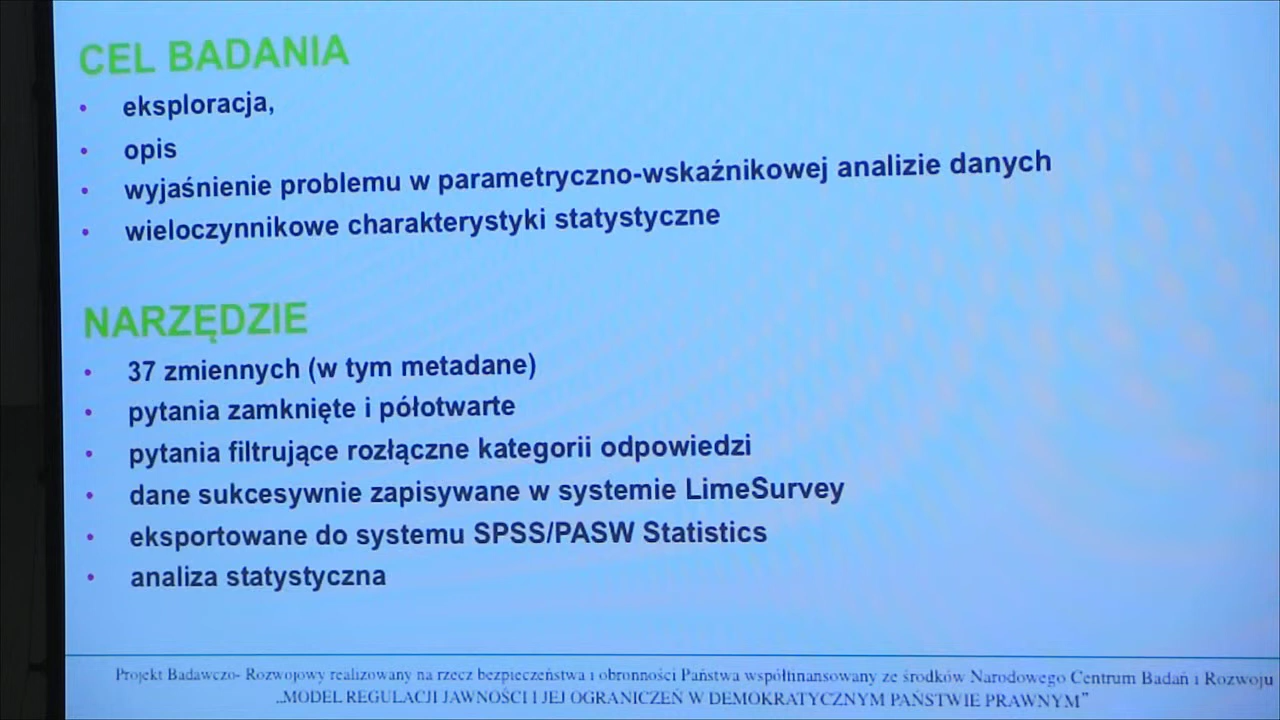 CEL BADANIA
• eksploracja,
• opis
• wyjaśnienie problemu w parametryczno-wskaźnikowej analizie danych
• wieloczynnikowe charakterystyki statystyczne
NARZĘDZIE
• 37 zmiennych (w tym metadane)
• pytania zamknięte i półotwarte
• pytania filtrujące rozłączne kategorii odpowiedzi
• dane sukcesywnie zapisywane w systemie LimeSurvey
• eksportowane do systemu SPSS/PASW Statistics
• analiza statystyczna
Projekt Badawczo- Rozwojowy realizowany na rzecz bezpieczeństwa i obronności Państwa współfinansowany ze środków Narodowego Centrum Badań i Rozwoju
„MODEL REGULACJI JAWNOŚCI I JEJ OGRANICZEŃ W DEMOKRATYCZNYM PAŃSTWIE PRAWNYM”